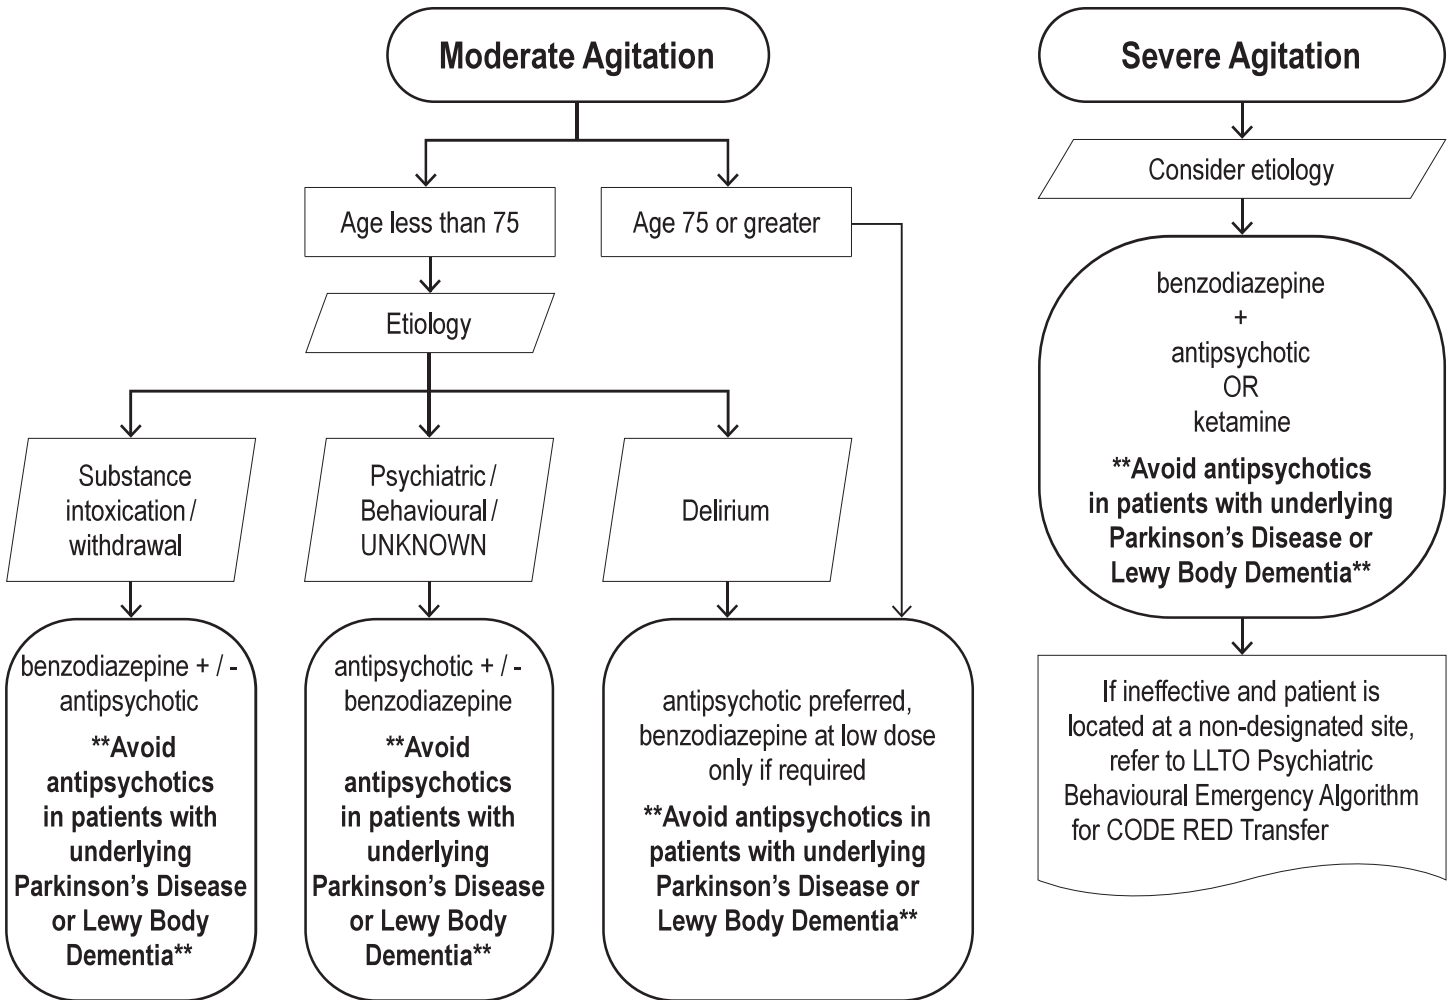 Moderate Agitation
Age less than 75
Age 75 or greater
Etiology
Substance
intoxication /
withdrawal
Psychiatric /
Behavioural /
UNKNOWN
Delirium
benzodiazepine + / -
antipsychotic
**Avoid
antipsychotics
in patients with
underlying
Parkinson's Disease
or Lewy Body
Dementia**
antipsychotic + / -
benzodiazepine
**Avoid
antipsychotics
in patients with
underlying
Parkinson's Disease
or Lewy Body
Dementia**
antipsychotic preferred,
benzodiazepine at low dose
only if required
**Avoid antipsychotics in
patients with underlying
Parkinson's Disease or
Lewy Body Dementia**
Severe Agitation
Consider etiology
benzodiazepine
+
antipsychotic
OR
ketamine
**Avoid antipsychotics
in patients with underlying
Parkinson's Disease or
Lewy Body Dementia**
If ineffective and patient is
located at a non-designated site,
refer to LLTO Psychiatric
Behavioural Emergency Algorithm
for CODE RED Transfer